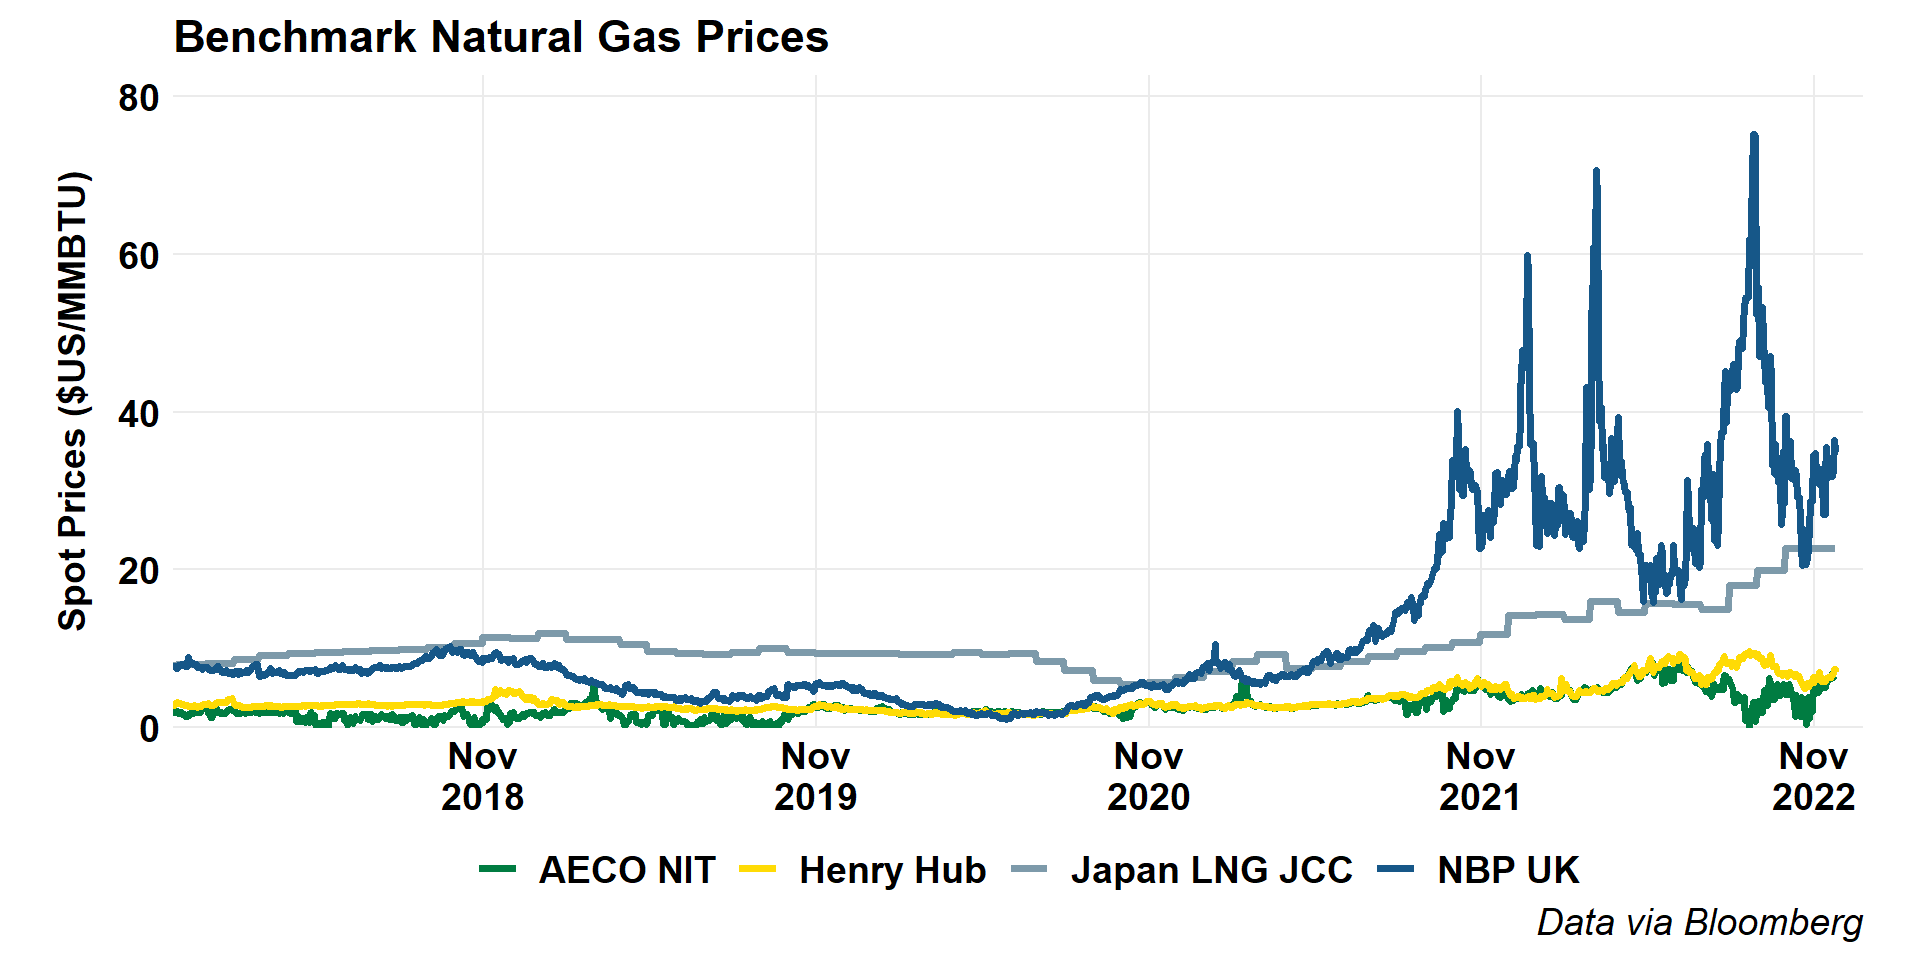 Benchmark Natural Gas Prices
Spot Prices ($US/MMBTU)
80
60
40
20
0
Nov 2018
Nov 2019
Nov 2020
Nov 2021
Nov 2022
AECO NIT
Henry Hub
Japan LNG JCC
NBP UK
Data via Bloomberg